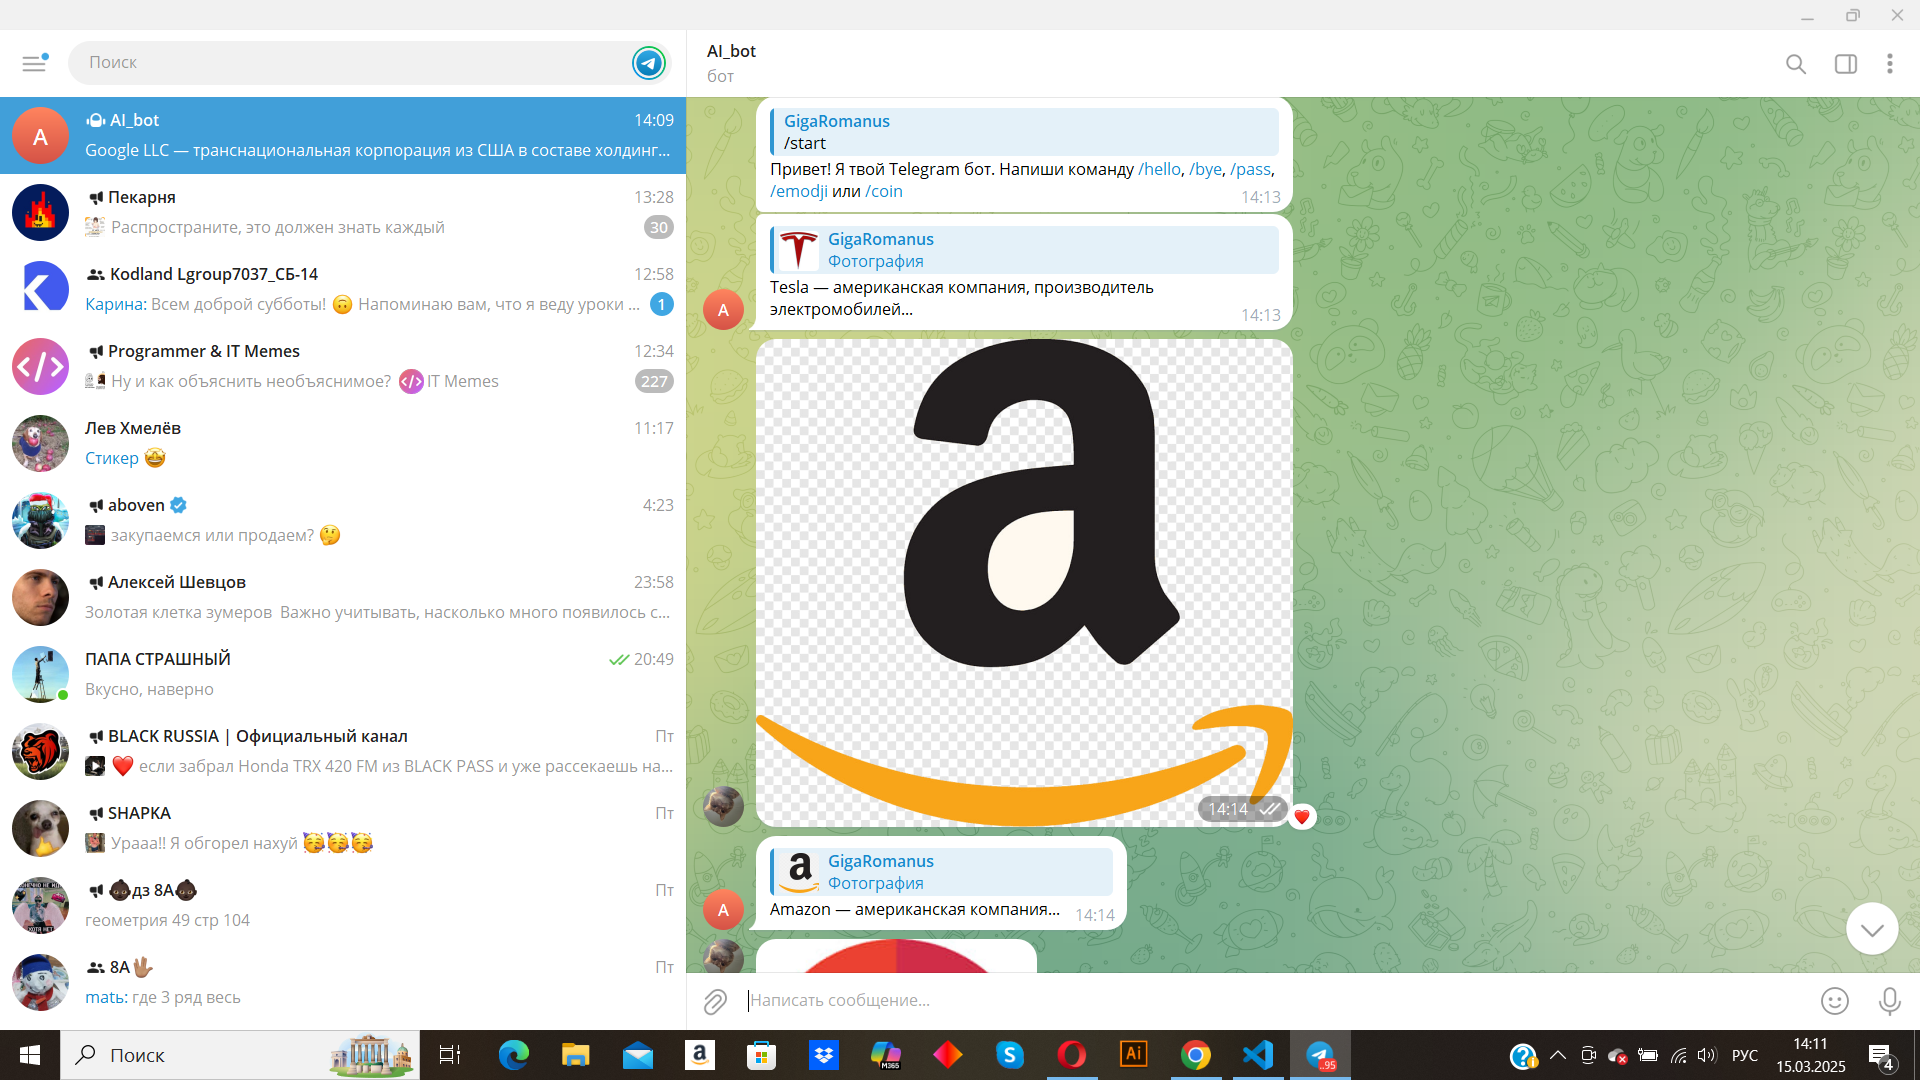 Поиск
AI_bot
14:09
Google LLC — транснациональная корпорация из США в составе холдинг...
Пекарня
13:28
Распространите, это должен знать каждый
30
Kodland Lgroup7037_СБ-14
12:58
Карина: Всем доброй субботы! 🙃 Напоминаю вам, что я веду уроки ...
1
Programmer & IT Memes
12:34
Ну и как объяснить необъяснимое? </> IT Memes
227
Лев Хмелёв
11:17
Стикер 🤩
aboven
4:23
закупаемся или продаем? 🤔
Алексей Шевцов
23:58
Золотая клетка зумеров Важно учитывать, насколько много появилось с...
ПАПА СТРАШНЫЙ
20:49
Вкусно, наверно
BLACK RUSSIA | Официальный канал
Пт
❤️ если забрал Honda TRX 420 FM из BLACK PASS и уже рассекаешь на...
SHAPKA
Пт
Урааа!! Я обгорел нахуй 🥳🥳🥳
дз 8А
Пт
геометрия 49 стр 104
8А🖖🏽
Пт
mатьь: где 3 ряд весь
AI_bot
бот
GigaRomanus
/start
Привет! Я твой Telegram бот. Напиши команду /hello, /bye, /pass,
/emodji или /coin
14:13
GigaRomanus
Фотография
Tesla — американская компания, производитель
электромобилей...
14:13
A
a
14:14
GigaRomanus
Фотография
Amazon — американская компания...
14:14
A
Написать сообщение...
Поиск
M365
Ai
..95
РУС
14:11
15.03.2025
4